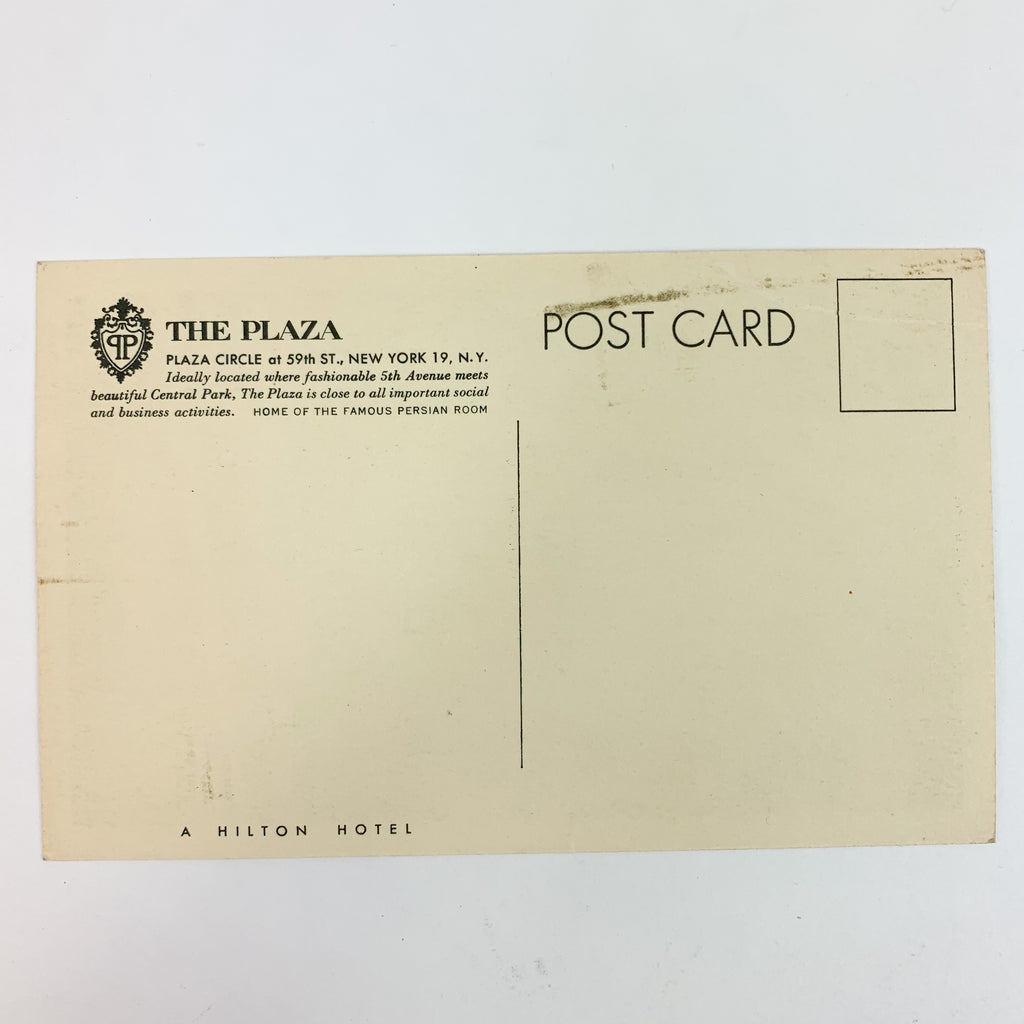 THE PLAZA
PLAZA CIRCLE at 59th ST., NEW YORK 19, N.Y.
Ideally located where fashionable 5th Avenue meets
beautiful Central Park, The Plaza is close to all important social
and business activities. HOME OF THE FAMOUS PERSIAN ROOM
POST CARD
A HILTON HOTEL